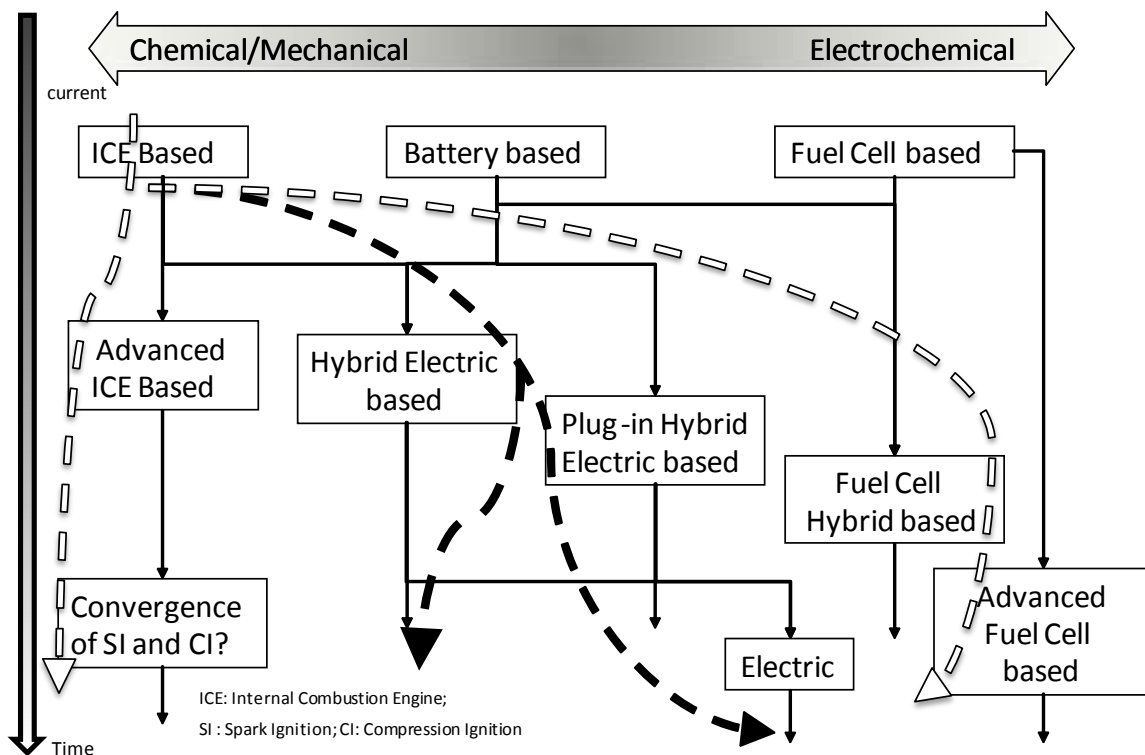 Chemical/Mechanical
Electrochemical
current
ICE Based
Battery based
Fuel Cell based
Advanced
ICE Based
Hybrid Electric
based
Plug-in Hybrid
Electric based
Fuel Cell
Hybrid based
Convergence
of SI and CI?
Advanced
Fuel Cell
based
Electric
ICE: Internal Combustion Engine;
SI : Spark Ignition; CI: Compression Ignition
Time